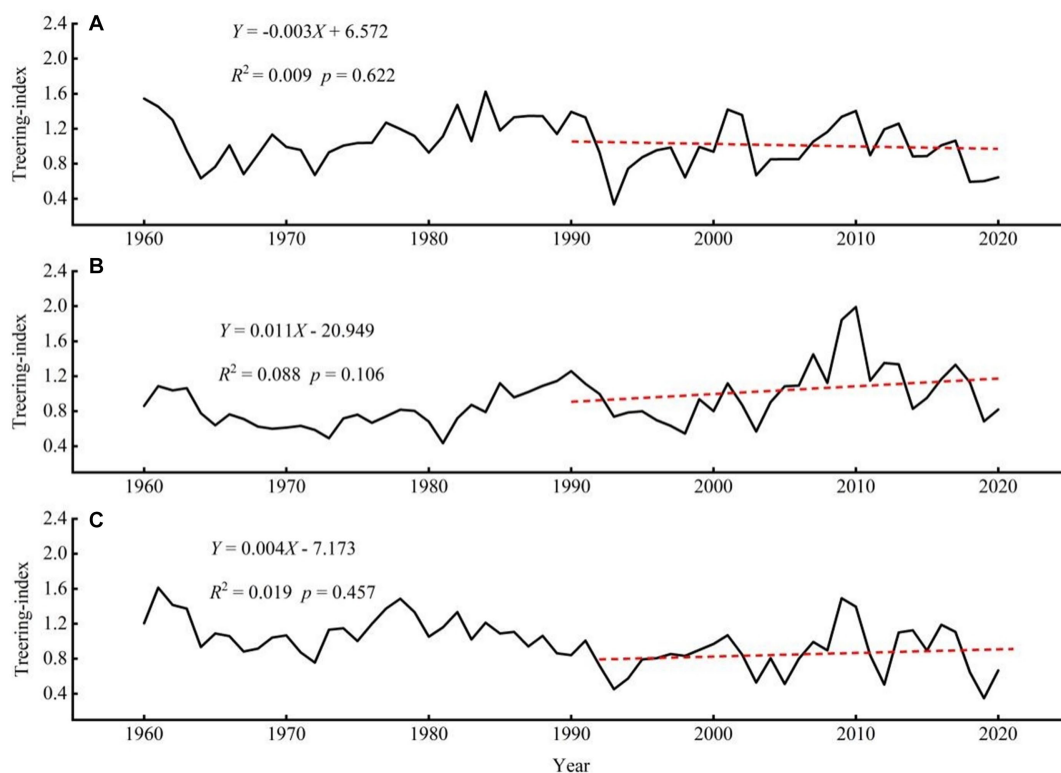 A
Y = -0.003X + 6.572
R² = 0.009 p = 0.622
2.4
2.0
1.6
1.2
0.8
0.4
Treering-index
1960 1970 1980 1990 2000 2010 2020
B
Y = 0.011X - 20.949
R² = 0.088 p = 0.106
2.4
2.0
1.6
1.2
0.8
0.4
Treering-index
1960 1970 1980 1990 2000 2010 2020
C
Y = 0.004X - 7.173
R² = 0.019 p = 0.457
2.4
2.0
1.6
1.2
0.8
0.4
Treering-index
1960 1970 1980 1990 2000 2010 2020
Year